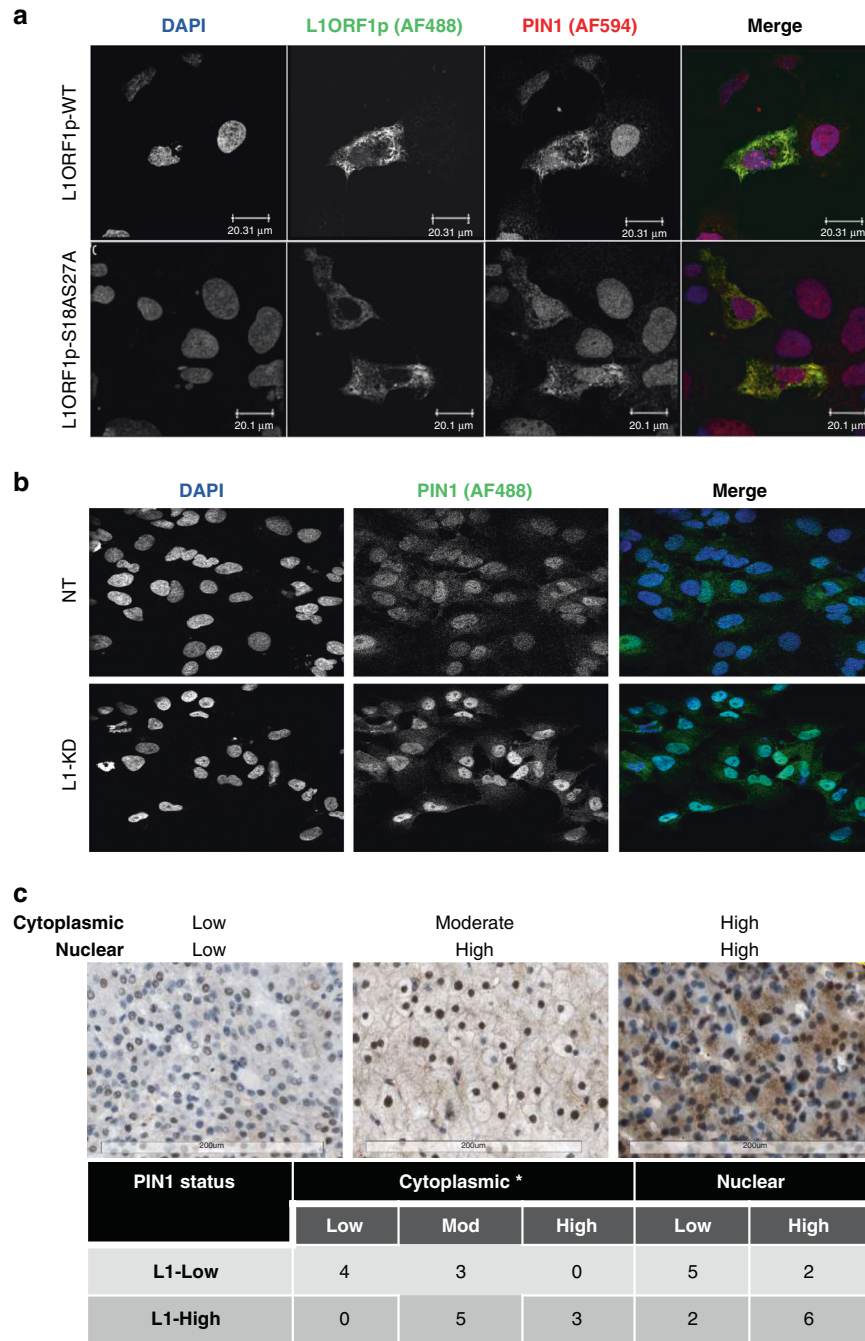 a
DAPI L1ORF1p (AF488) PIN1 (AF594) Merge
L1ORF1p-WT
20.31 µm 20.31 µm 20.31 µm 20.31 µm
L1ORF1p-S18AS27A
20.1 µm 20.1 µm 20.1 µm 20.1 µm
b
DAPI PIN1 (AF488) Merge
NT
L1-KD
c
Cytoplasmic Low Moderate High
Nuclear Low High High
200um 200um 200um
PIN1 status Cytoplasmic * Nuclear
Low Mod High Low High
L1-Low 4 3 0 5 2
L1-High 0 5 3 2 6